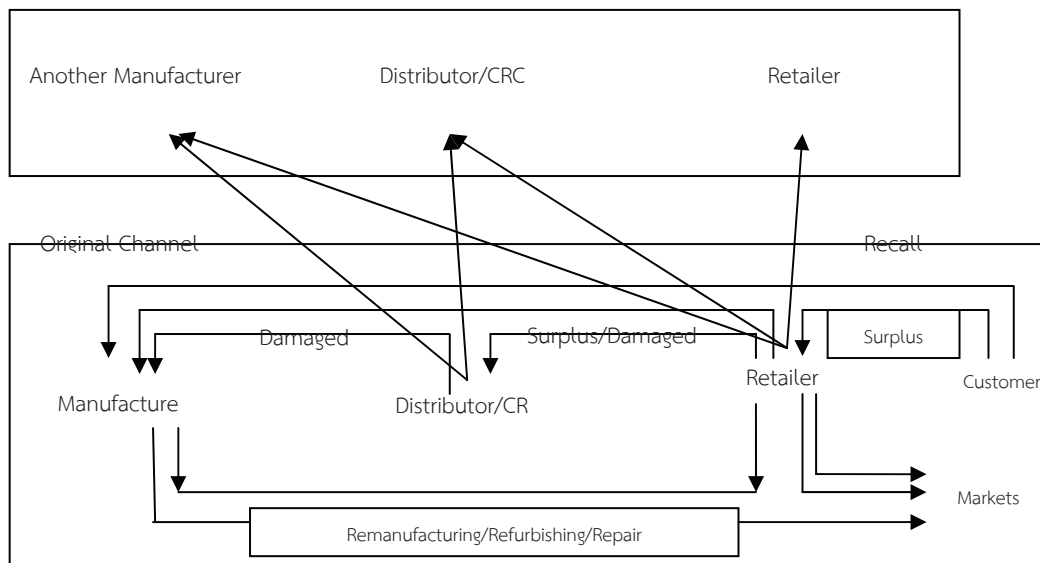 Another Manufacturer
Distributor/CRC
Retailer
Original Channel
Recall
Damaged
Surplus/Damaged
Surplus
Retailer
Customer
Manufacture
Distributor/CR
Markets
Remanufacturing/Refurbishing/Repair